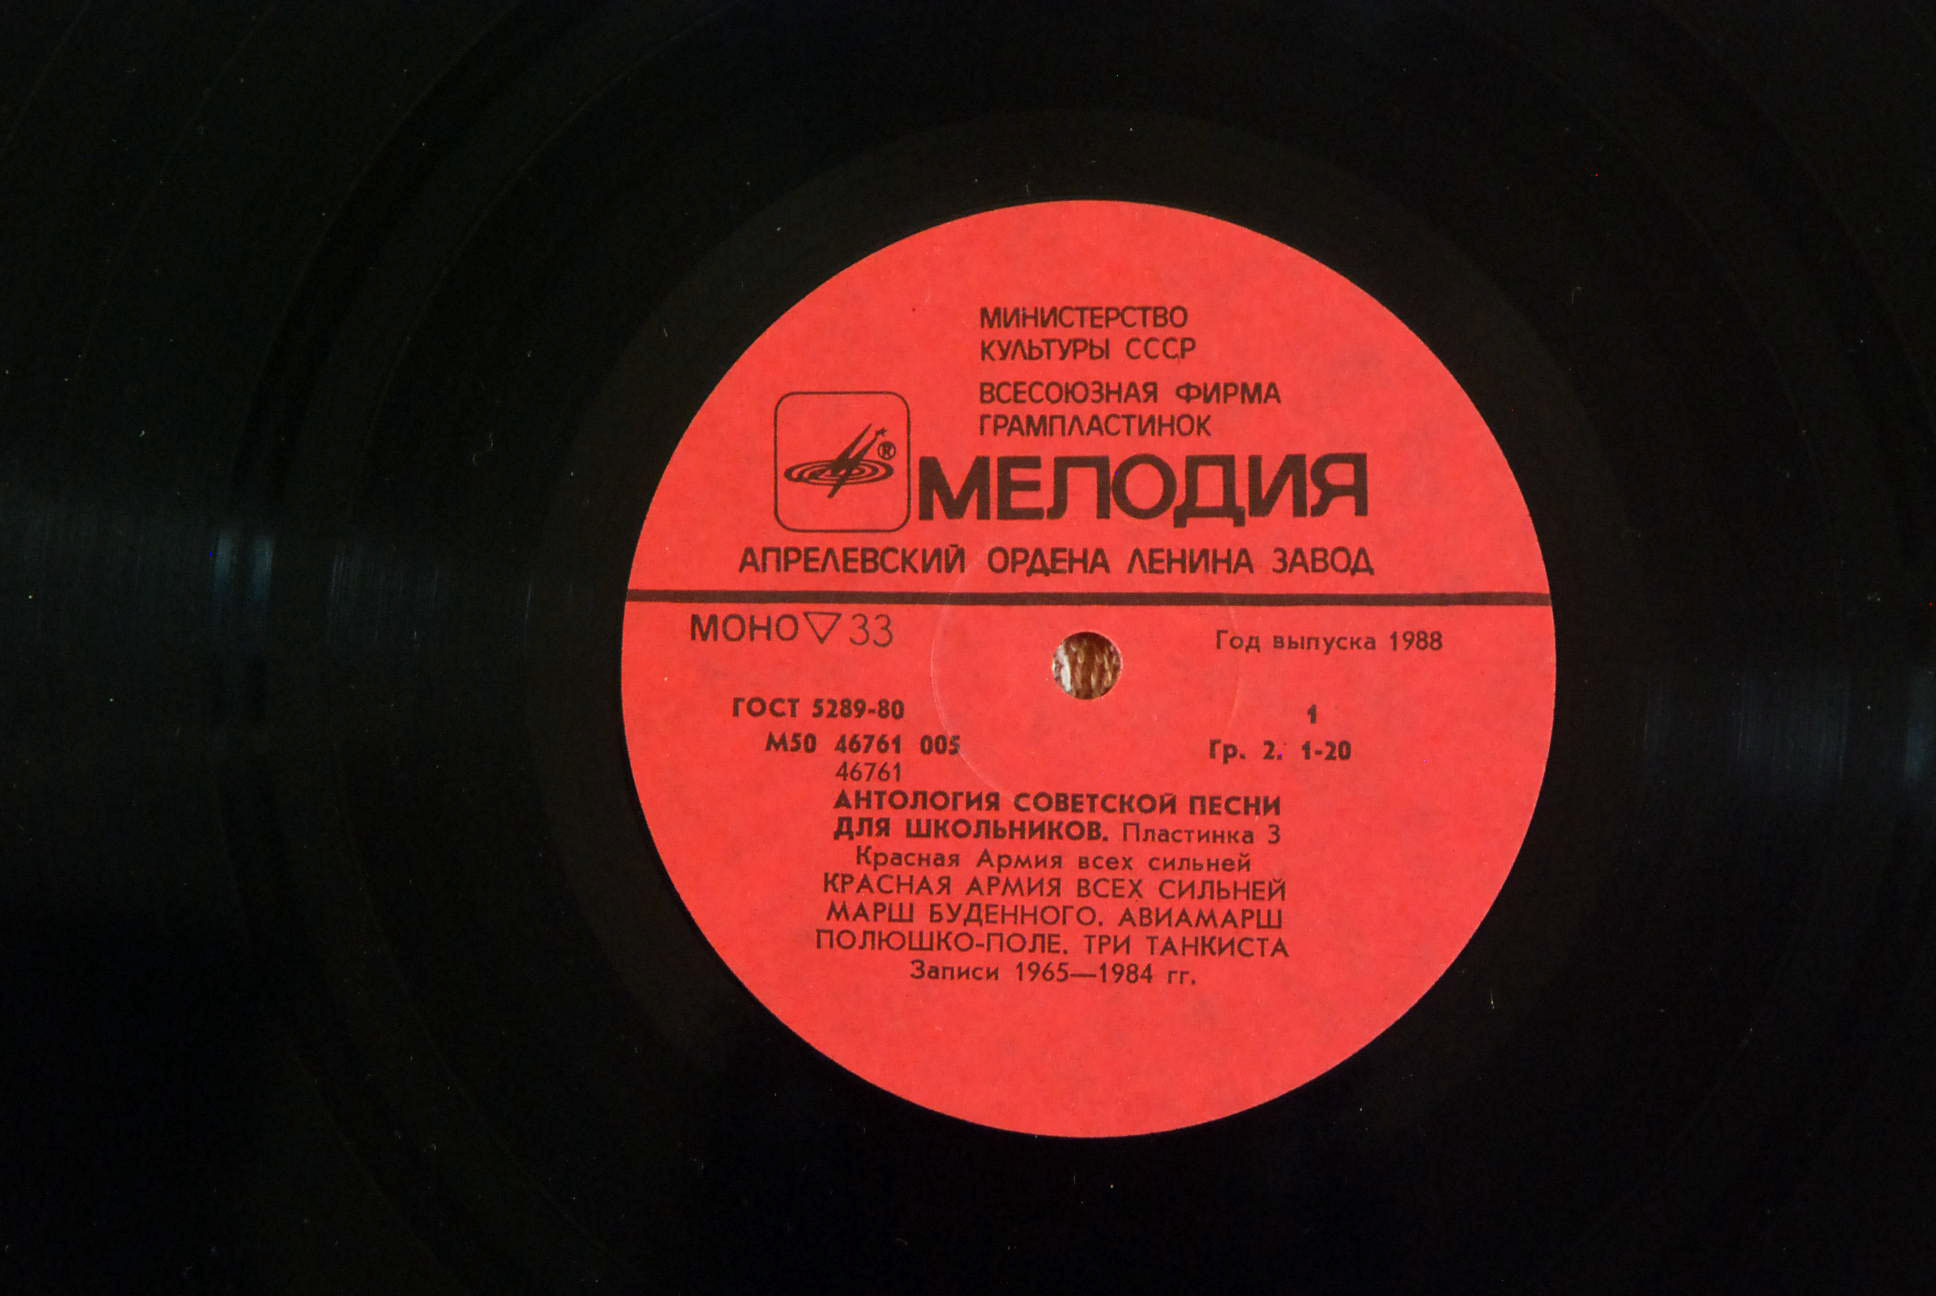 МИНИСТЕРСТВО
КУЛЬТУРЫ СССР
ВСЕСОЮЗНАЯ ФИРМА
ГРАМПЛАСТИНОК
®
МЕЛОДИЯ
АПРЕЛЕВСКИЙ ОРДЕНА ЛЕНИНА ЗАВОД
МОНО ▽ 33
Год выпуска 1988
ГОСТ 5289-80
1
М50 46761 005
Гр. 2. 1-20
46761
АНТОЛОГИЯ СОВЕТСКОЙ ПЕСНИ
ДЛЯ ШКОЛЬНИКОВ. Пластинка 3
Красная Армия всех сильней
КРАСНАЯ АРМИЯ ВСЕХ СИЛЬНЕЙ
МАРШ БУДЕННОГО. АВИАМАРШ
ПОЛЮШКО-ПОЛЕ. ТРИ ТАНКИСТА
Записи 1965—1984 гг.